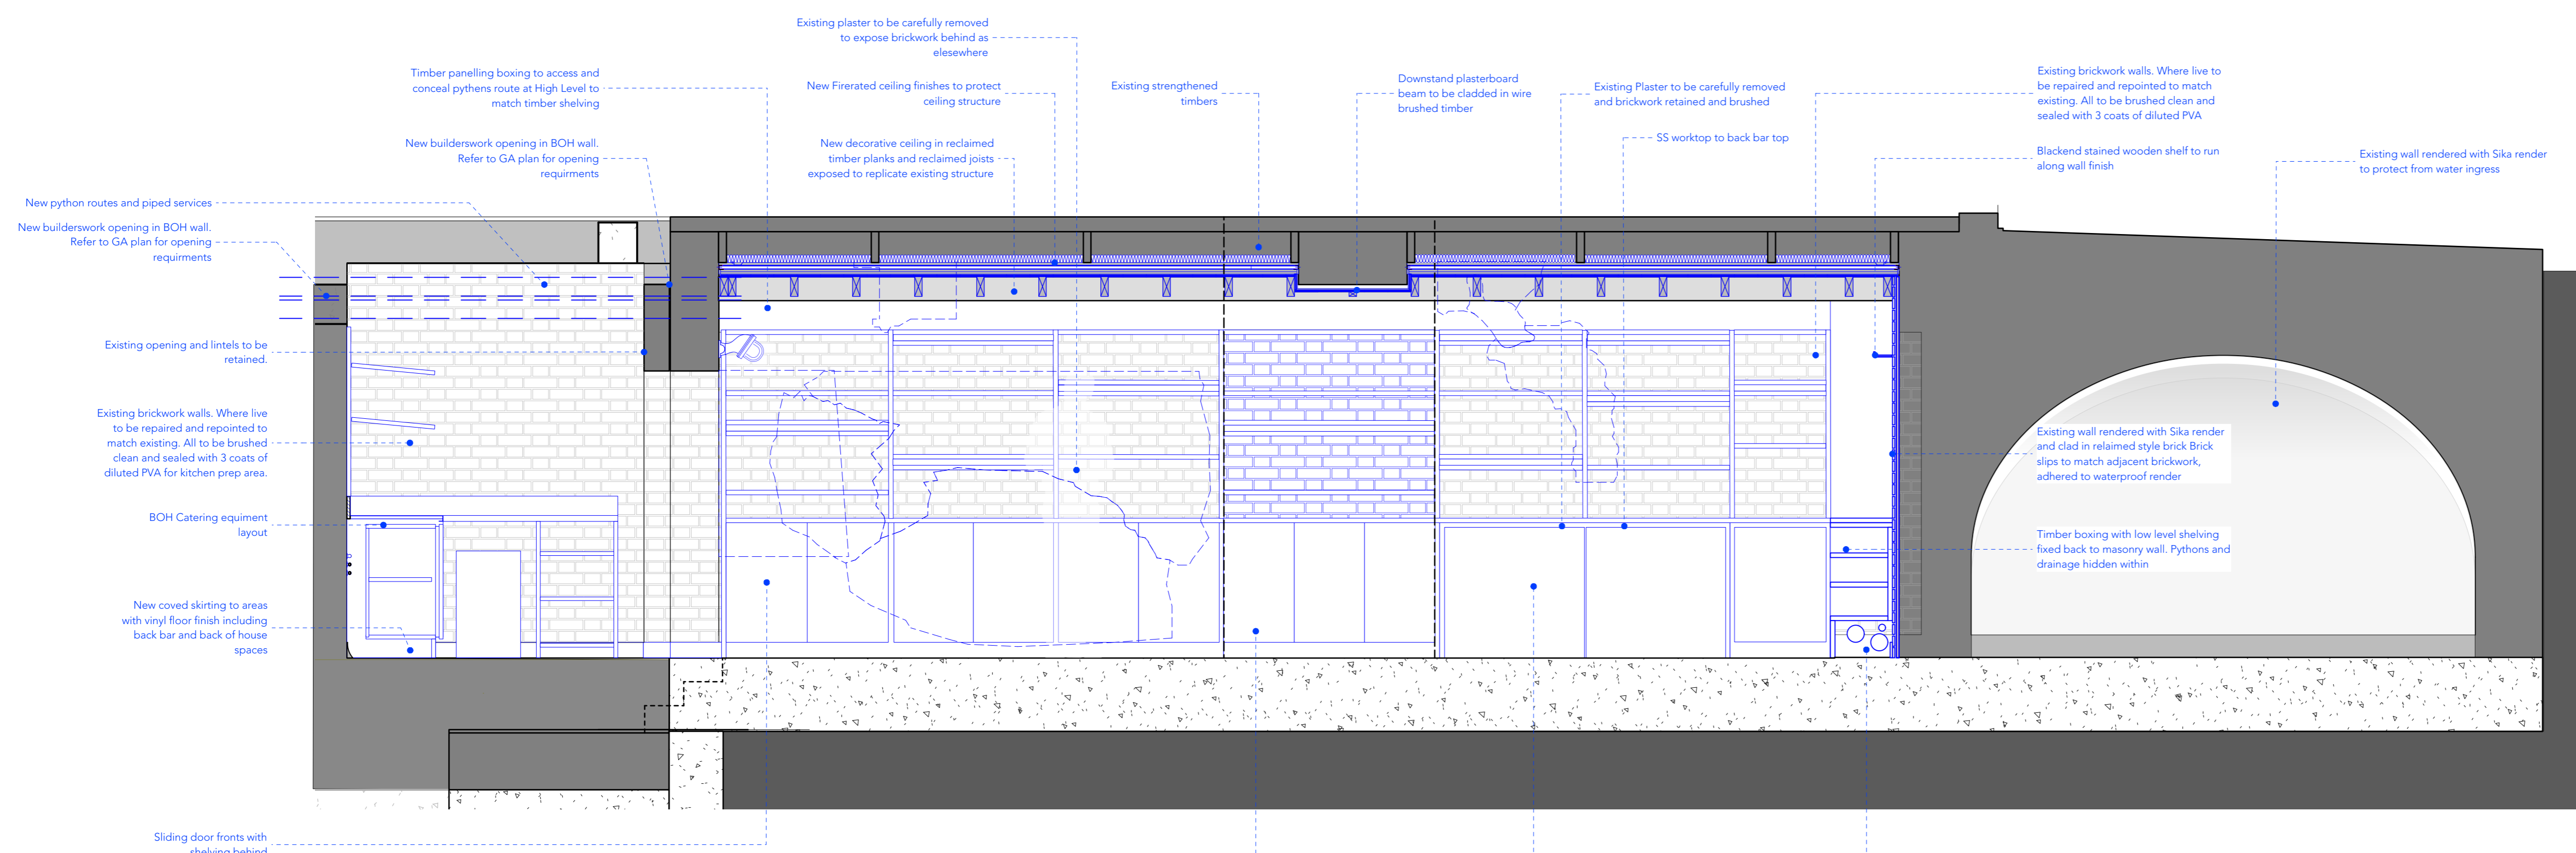 Existing plaster to be carefully removed
to expose brickwork behind as
elesewhere
Timber panelling boxing to access and
conceal pythens route at High Level to
match timber shelving
New Firerated ceiling finishes to protect
ceiling structure
Existing strengthened
timbers
Downstand plasterboard
beam to be cladded in wire
brushed timber
Existing Plaster to be carefully removed
and brickwork retained and brushed
Existing brickwork walls. Where live to
be repaired and repointed to match
existing. All to be brushed clean and
sealed with 3 coats of diluted PVA
SS worktop to back bar top
New builderswork opening in BOH wall.
Refer to GA plan for opening
requirments
New decorative ceiling in reclaimed
timber planks and reclaimed joists
exposed to replicate existing structure
Blackend stained wooden shelf to run
along wall finish
Existing wall rendered with Sika render
to protect from water ingress
New python routes and piped services
New builderswork opening in BOH wall.
Refer to GA plan for opening
requirments
Existing opening and lintels to be
retained.
Existing brickwork walls. Where live
to be repaired and repointed to
match existing. All to be brushed
clean and sealed with 3 coats of
diluted PVA for kitchen prep area.
Existing wall rendered with Sika render
and clad in relaimed style brick Brick
slips to match adjacent brickwork,
adhered to waterproof render
BOH Catering equiment
layout
Timber boxing with low level shelving
fixed back to masonry wall. Pythons and
drainage hidden within
New coved skirting to areas
with vinyl floor finish including
back bar and back of house
spaces
Sliding door fronts with
shelving behind